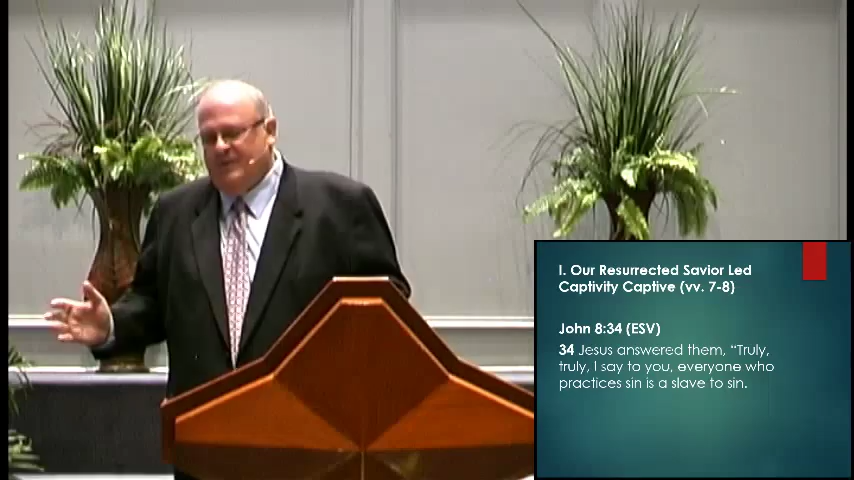 I. Our Resurrected Savior Led
Captivity Captive (vv. 7-8)
John 8:34 (ESV)
34 Jesus answered them, “Truly,
truly, I say to you, everyone who
practices sin is a slave to sin.